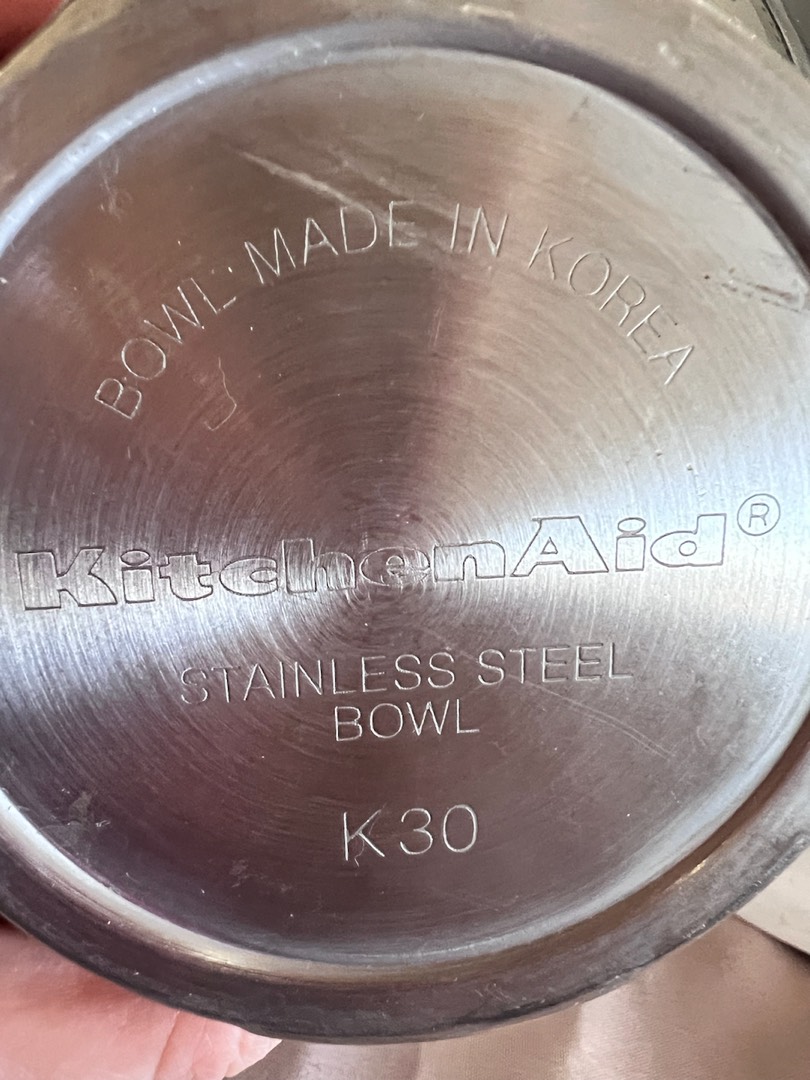 BOWL: MADE IN KOREA
KitchenAid®
STAINLESS STEEL
BOWL
K30